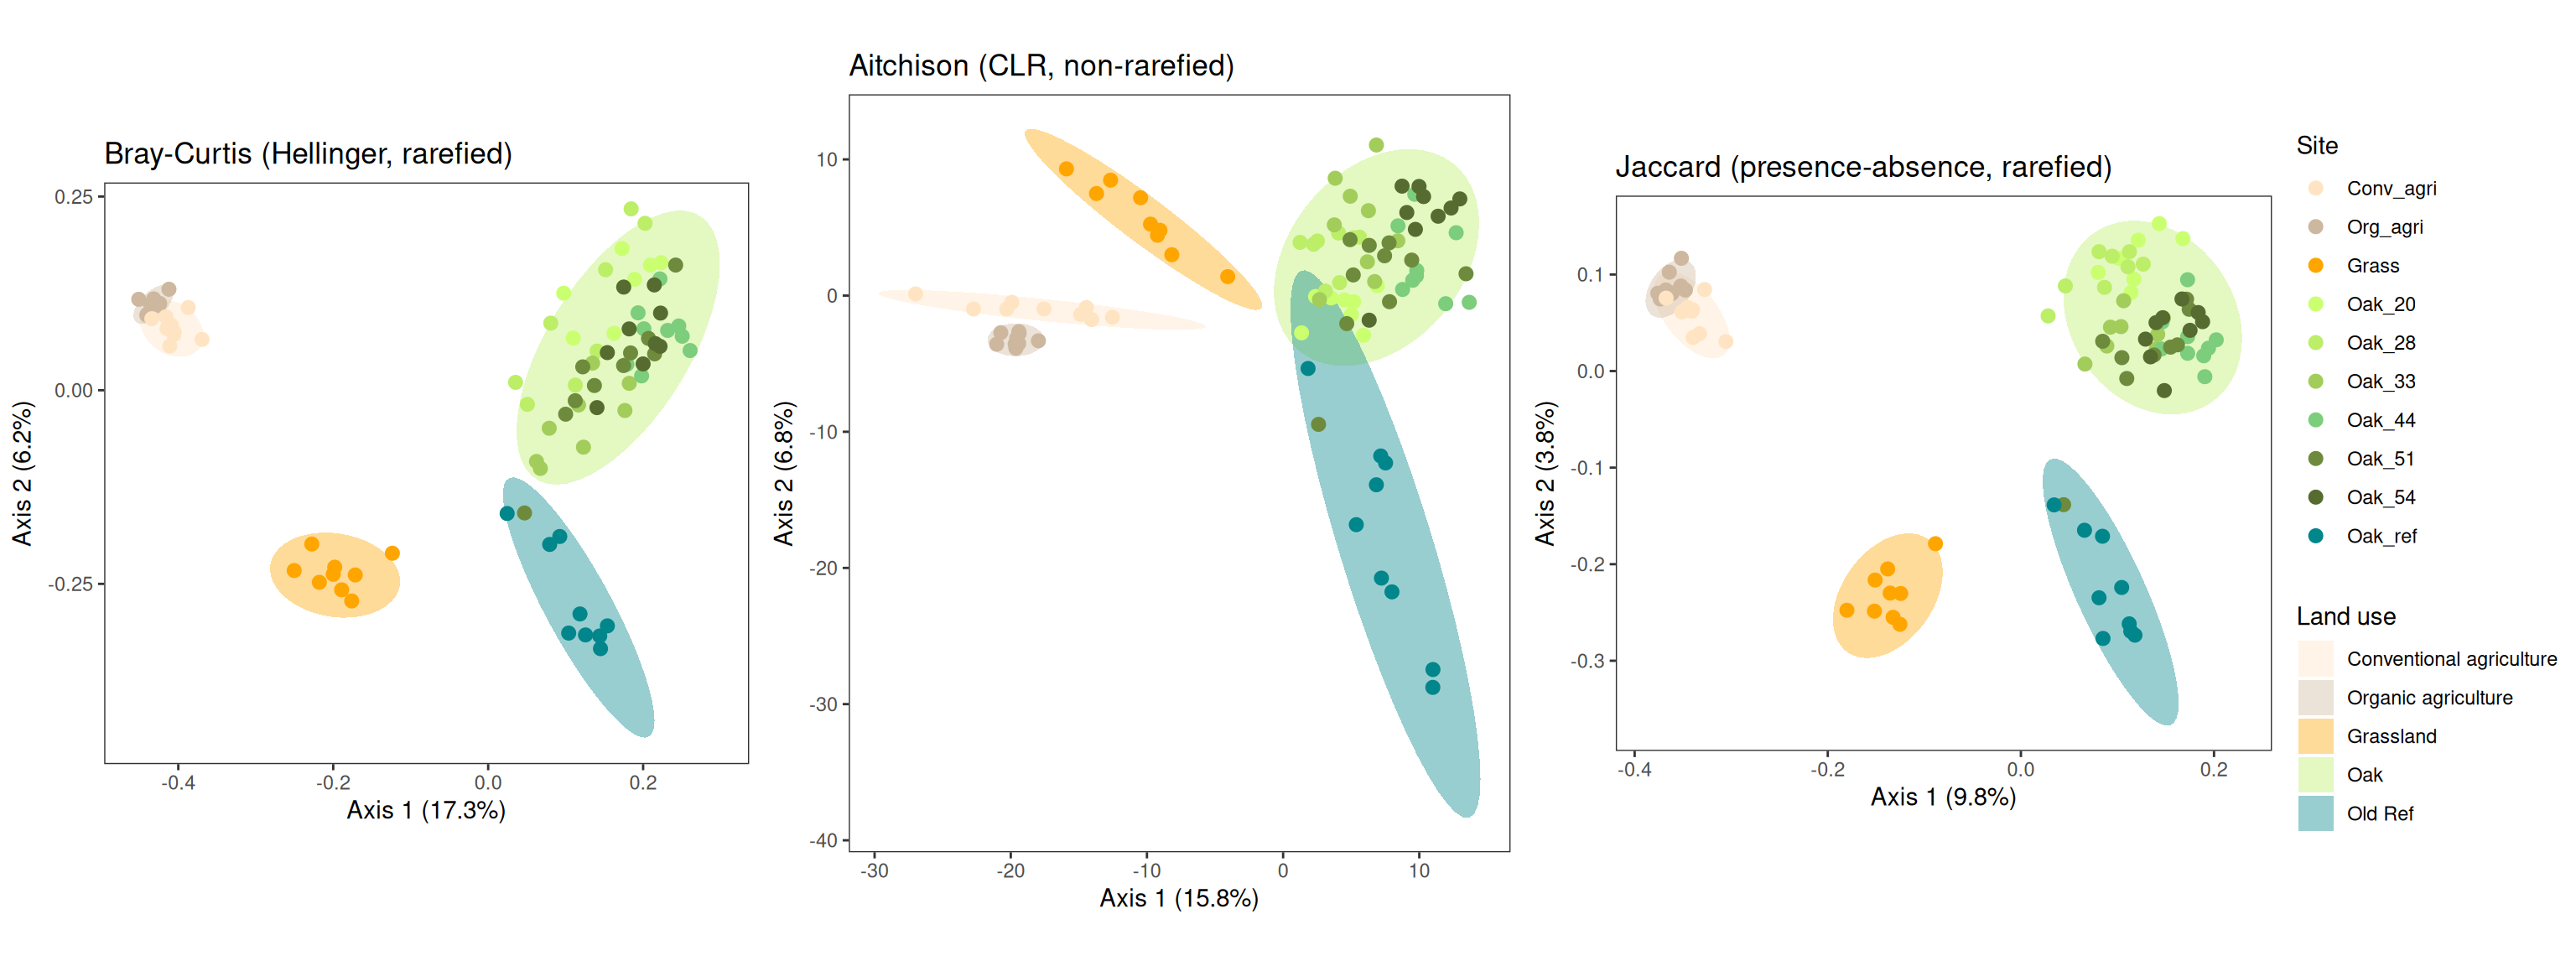 Bray-Curtis (Hellinger, rarefied)
0.25
0.00
-0.25
Axis 2 (6.2%)
-0.4
-0.2
0.0
0.2
Axis 1 (17.3%)
Aitchison (CLR, non-rarefied)
10
0
-10
-20
-30
-40
Axis 2 (6.8%)
-30
-20
-10
0
10
Axis 1 (15.8%)
Jaccard (presence-absence, rarefied)
0.1
0.0
-0.1
-0.2
-0.3
Axis 2 (3.8%)
-0.4
-0.2
0.0
0.2
Axis 1 (9.8%)
Site
Conv_agri
Org_agri
Grass
Oak_20
Oak_28
Oak_33
Oak_44
Oak_51
Oak_54
Oak_ref
Land use
Conventional agriculture
Organic agriculture
Grassland
Oak
Old Ref